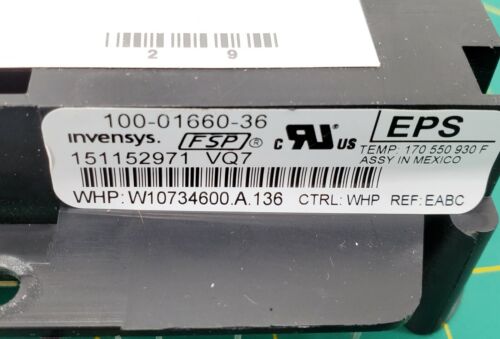 2 9
100-01660-36
invensys. FSP ® c RU US EPS
151152971 VQ7
TEMP: 170 550 930 F
ASSY IN MEXICO
WHP: W10734600.A.136 CTRL: WHP REF: EABC